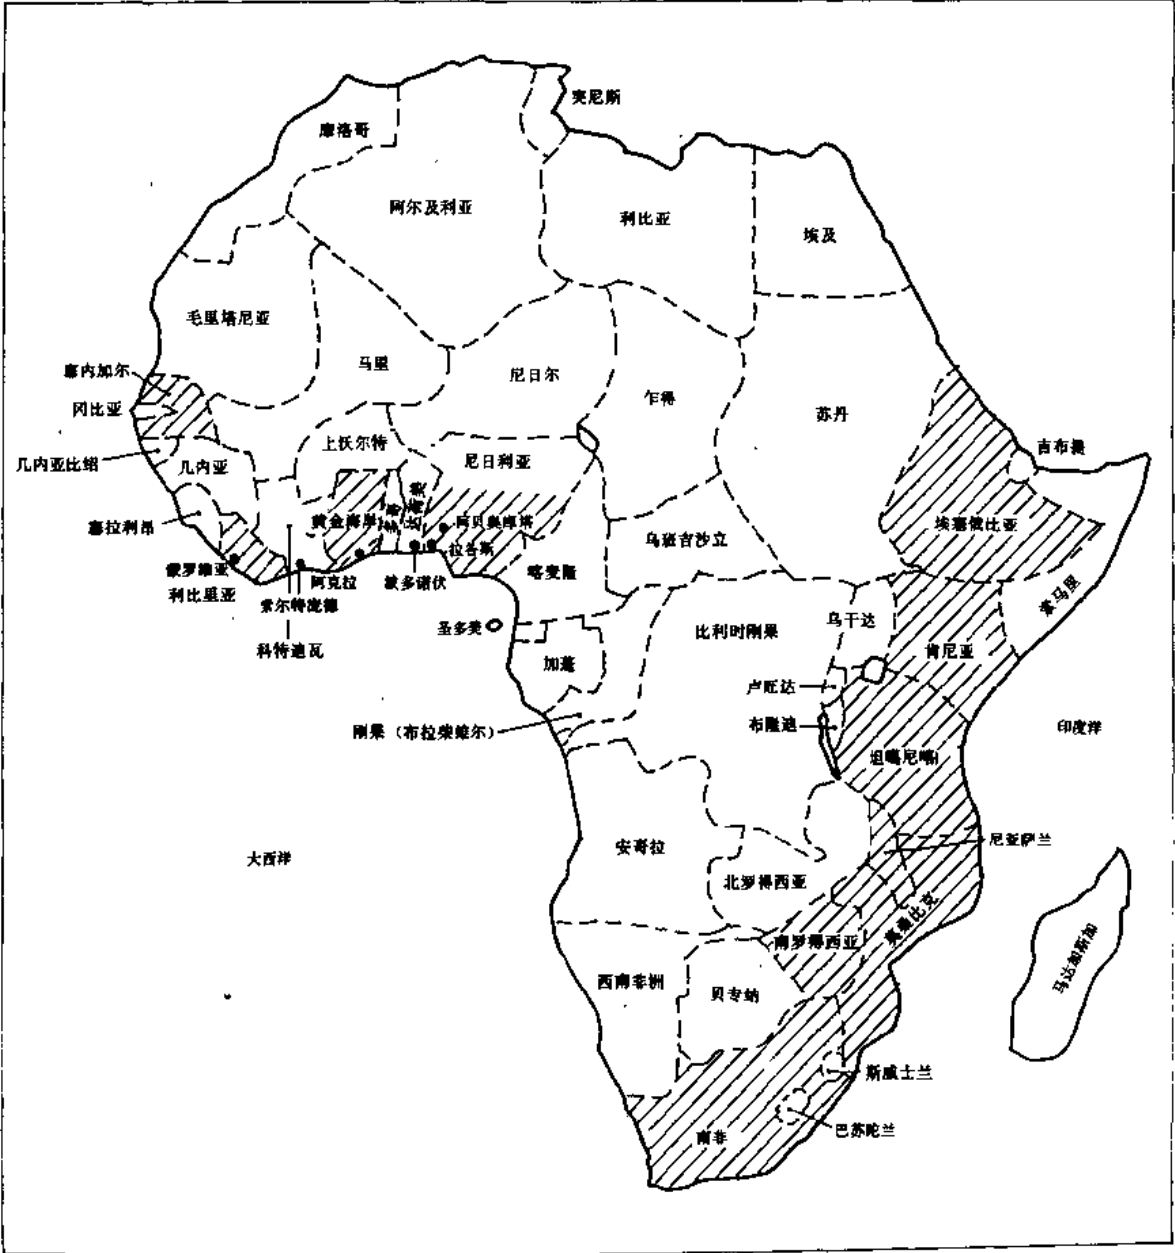 突尼斯
摩洛哥
阿尔及利亚
利比亚
埃及
毛里塔尼亚
马里
尼日尔
乍得
苏丹
塞内加尔
冈比亚
上沃尔特
吉布提
几内亚比绍
几内亚
尼日利亚
塞拉利昂
黄金海岸
多哥
达荷美
阿贝奥库塔
埃塞俄比亚
乌班吉沙立
拉各斯
蒙罗维亚
利比里亚
阿克拉
波多诺伏
喀麦隆
索马里
索尔特庞德
科特迪瓦
圣多美
比利时刚果
乌干达
加蓬
肯尼亚
卢旺达
刚果（布拉柴维尔）
布隆迪
印度洋
坦噶尼喀
大西洋
安哥拉
尼亚萨兰
北罗得西亚
莫桑比克
南罗得西亚
马达加斯加
西南非洲
贝专纳
斯威士兰
南非
巴苏陀兰